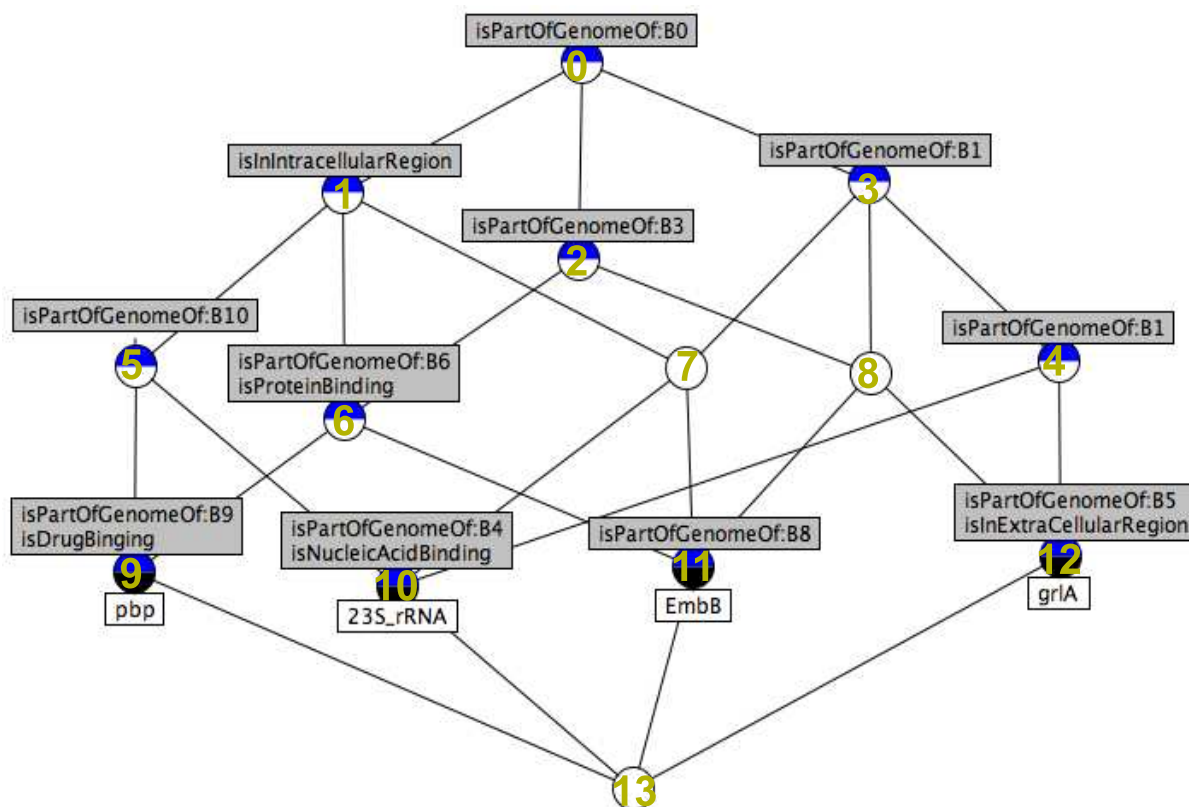 isPartOfGenomeOf:B0
0
isInIntracellularRegion
isPartOfGenomeOf:B1
1
3
isPartOfGenomeOf:B3
2
isPartOfGenomeOf:B10
isPartOfGenomeOf:B1
5
isPartOfGenomeOf:B6
isProteinBinding
7
8
4
6
isPartOfGenomeOf:B9
isDrugBinging
isPartOfGenomeOf:B4
isNucleicAcidBinding
isPartOfGenomeOf:B8
isPartOfGenomeOf:B5
isInExtraCellularRegion
9
10
11
12
pbp
23S_rRNA
EmbB
grlA
13